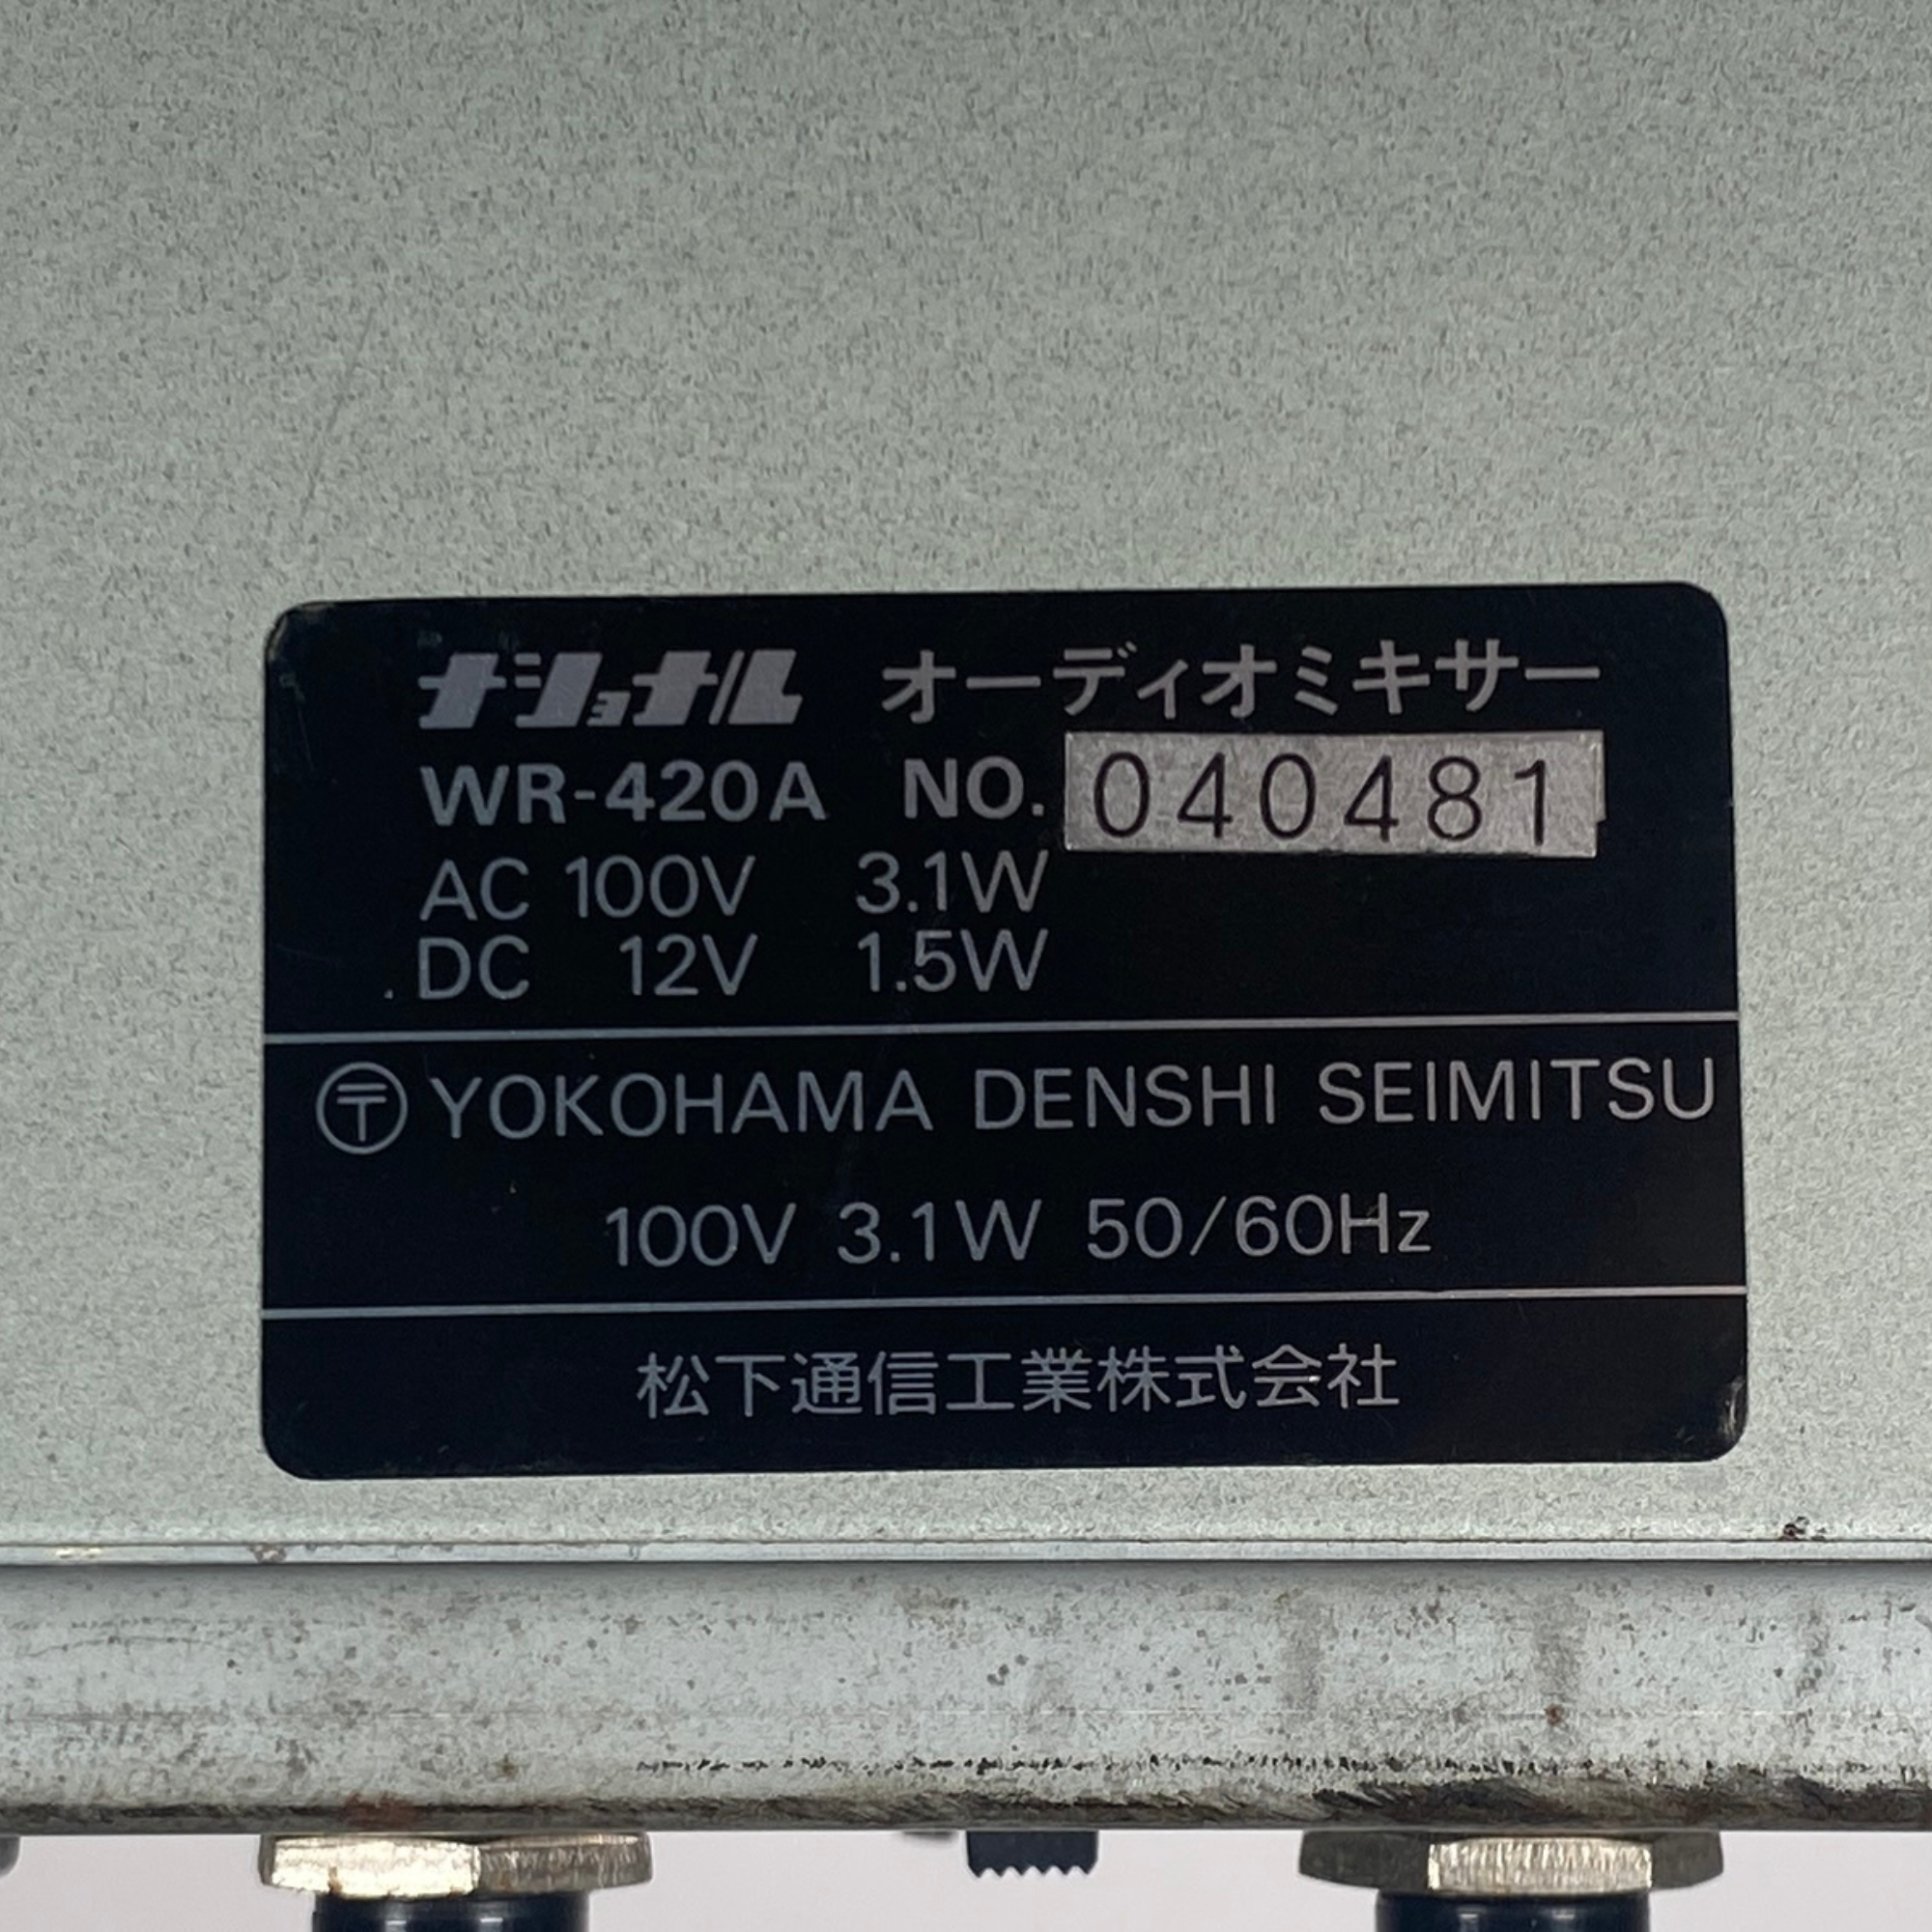 ナショナル オーディオミキサー
WR-420A NO. 040481
AC 100V 3.1W
DC 12V 1.5W
〶 YOKOHAMA DENSHI SEIMITSU
100V 3.1W 50/60Hz
松下通信工業株式会社